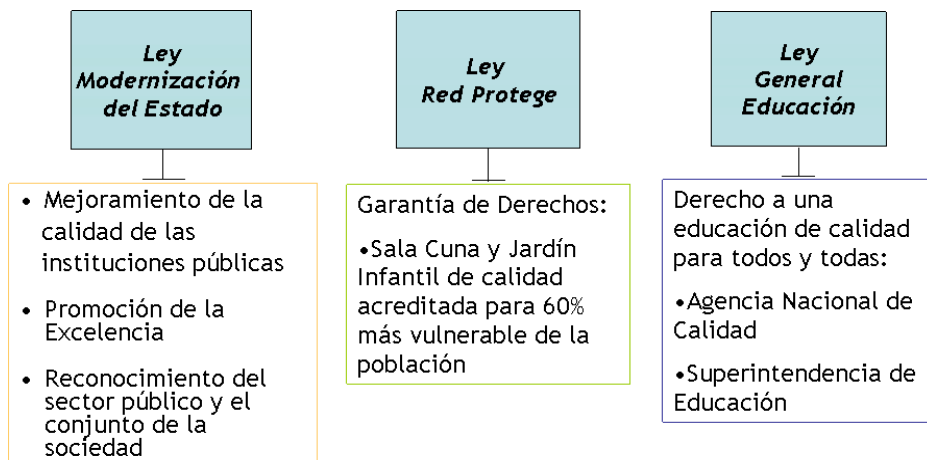 Ley
Modernización
del Estado
• Mejoramiento de la
calidad de las
instituciones públicas
• Promoción de la
Excelencia
• Reconocimiento del
sector público y el
conjunto de la
sociedad
Ley
Red Protege
Garantía de Derechos:
•Sala Cuna y Jardín
Infantil de calidad
acreditada para 60%
más vulnerable de la
población
Ley
General
Educación
Derecho a una
educación de calidad
para todos y todas:
•Agencia Nacional de
Calidad
•Superintendencia de
Educación